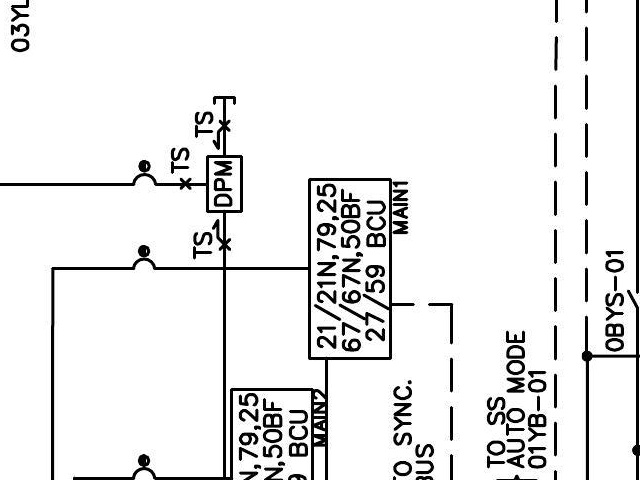 03YL
TS
TS
DPM
TS
21/21N,79,25
67/67N,50BF
27/59 BCU
MAIN1
0BYS-01
N,79,25
N,50BF
9 BCU
MAIN2
TO SYNC.
BUS
TO SS
AUTO MODE
01YB-01